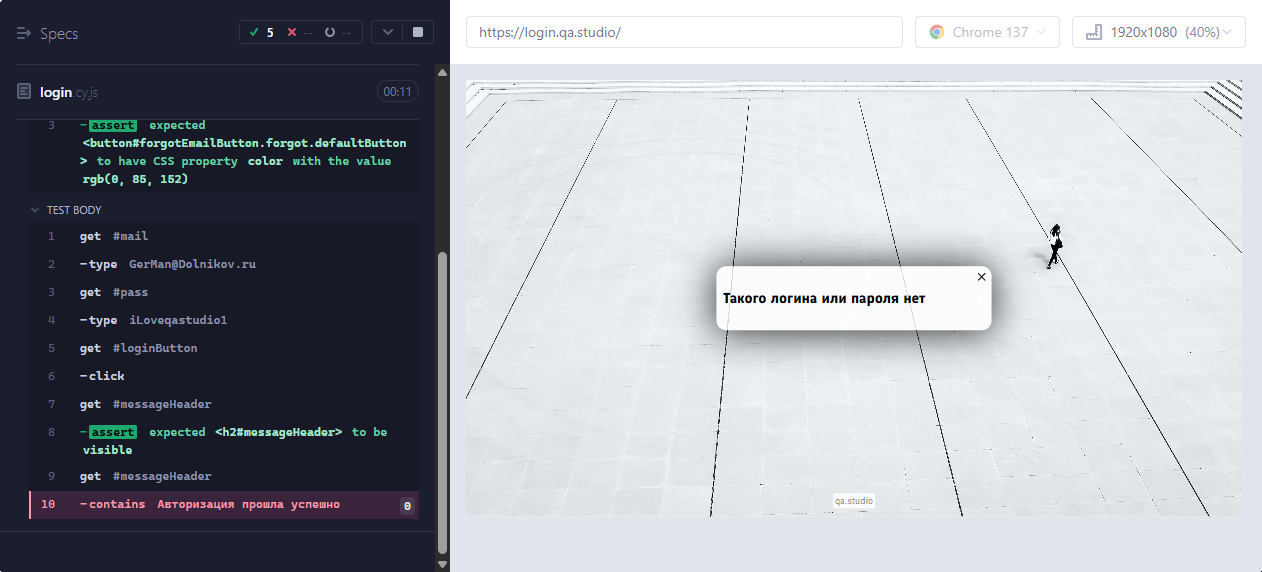 Specs
5
--
--
https://login.qa.studio/
Chrome 137
1920x1080 (40%)
login.cy.js
00:11
3 -assert expected
<button#forgotEmailButton.forgot.defaultButton
> to have CSS property color with the value
rgb(0, 85, 152)
TEST BODY
1 get #mail
2 -type GerMan@Dolnikov.ru
3 get #pass
4 -type iLoveqastudio1
5 get #loginButton
6 -click
7 get #messageHeader
8 -assert expected <h2#messageHeader> to be
visible
9 get #messageHeader
10 -contains Авторизация прошла успешно 0
Такого логина или пароля нет
qa.studio